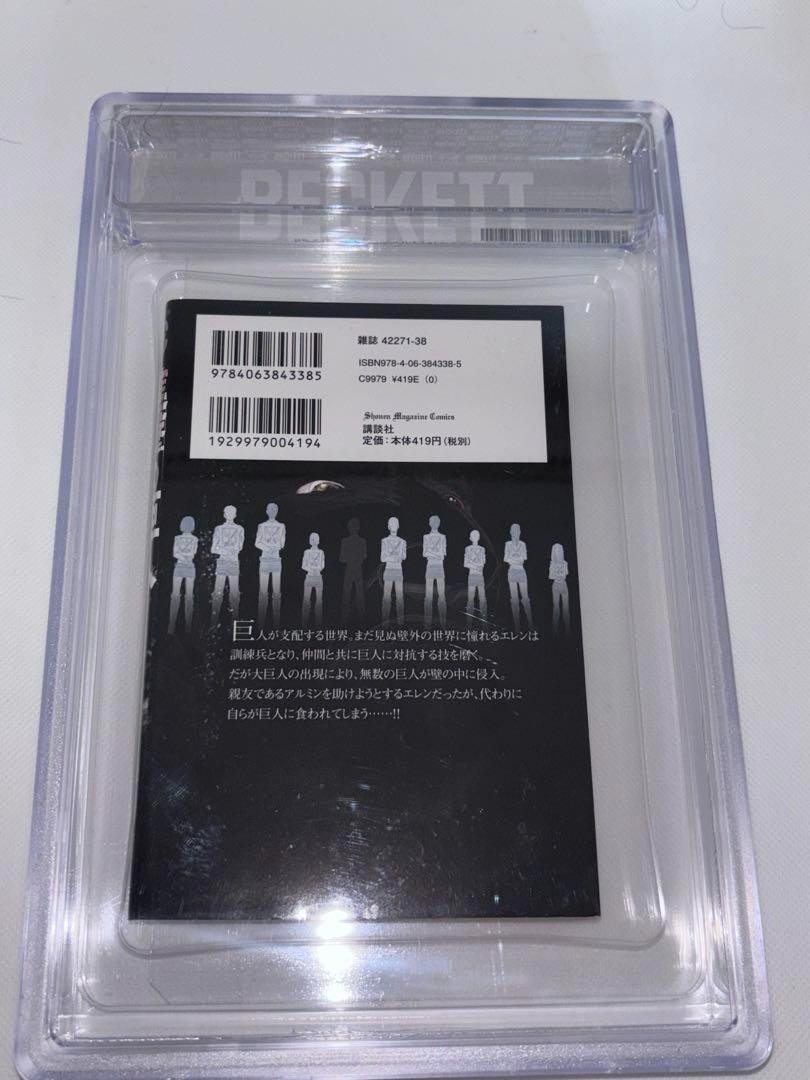 BECKETT
雑誌 42271-38
ISBN978-4-06-384338-5
C9979 ¥419E (0)
9784063843385
1929979004194
Shonen Magazine Comics
講談社
定価:本体419円(税別)
巨人が支配する世界。まだ見ぬ壁外の世界に憧れるエレンは
訓練兵となり、仲間と共に巨人に対抗する技を磨く。
だが大巨人の出現により、無数の巨人が壁の中に侵入。
親友であるアルミンを助けようとするエレンだったが、代わりに
自らが巨人に食われてしまう……!!